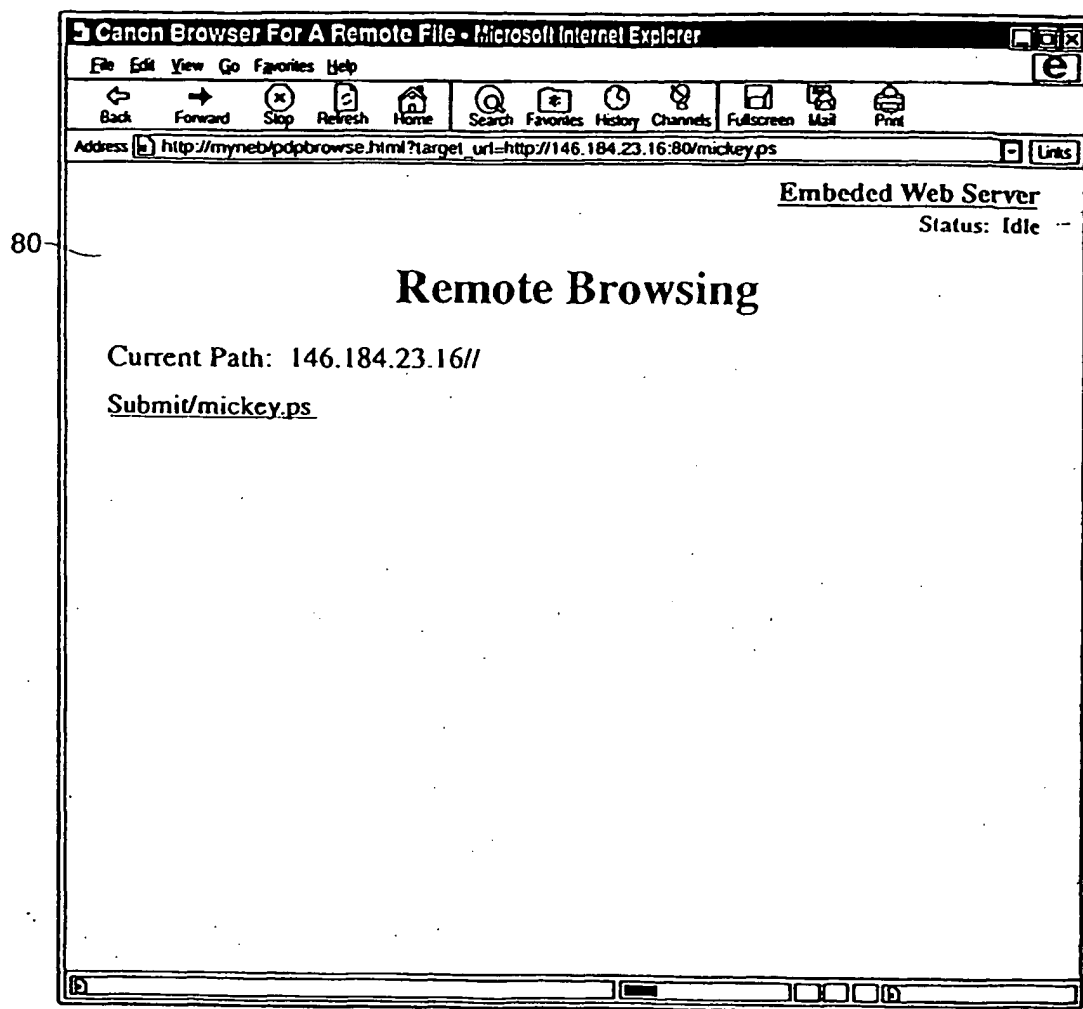 Canon Browser For A Remote File - Microsoft Internet Explorer
File Edit View Go Favorites Help
Back Forward Stop Refresh Home Search Favorites History Channels Fullscreen Mail Print
Address http://myneb/pdpbrowse.html?target_url=http://146.184.23.16:80/mickey.ps Links
Embeded Web Server
Status: Idle
80
Remote Browsing
Current Path: 146.184.23.16//
Submit/mickey.ps